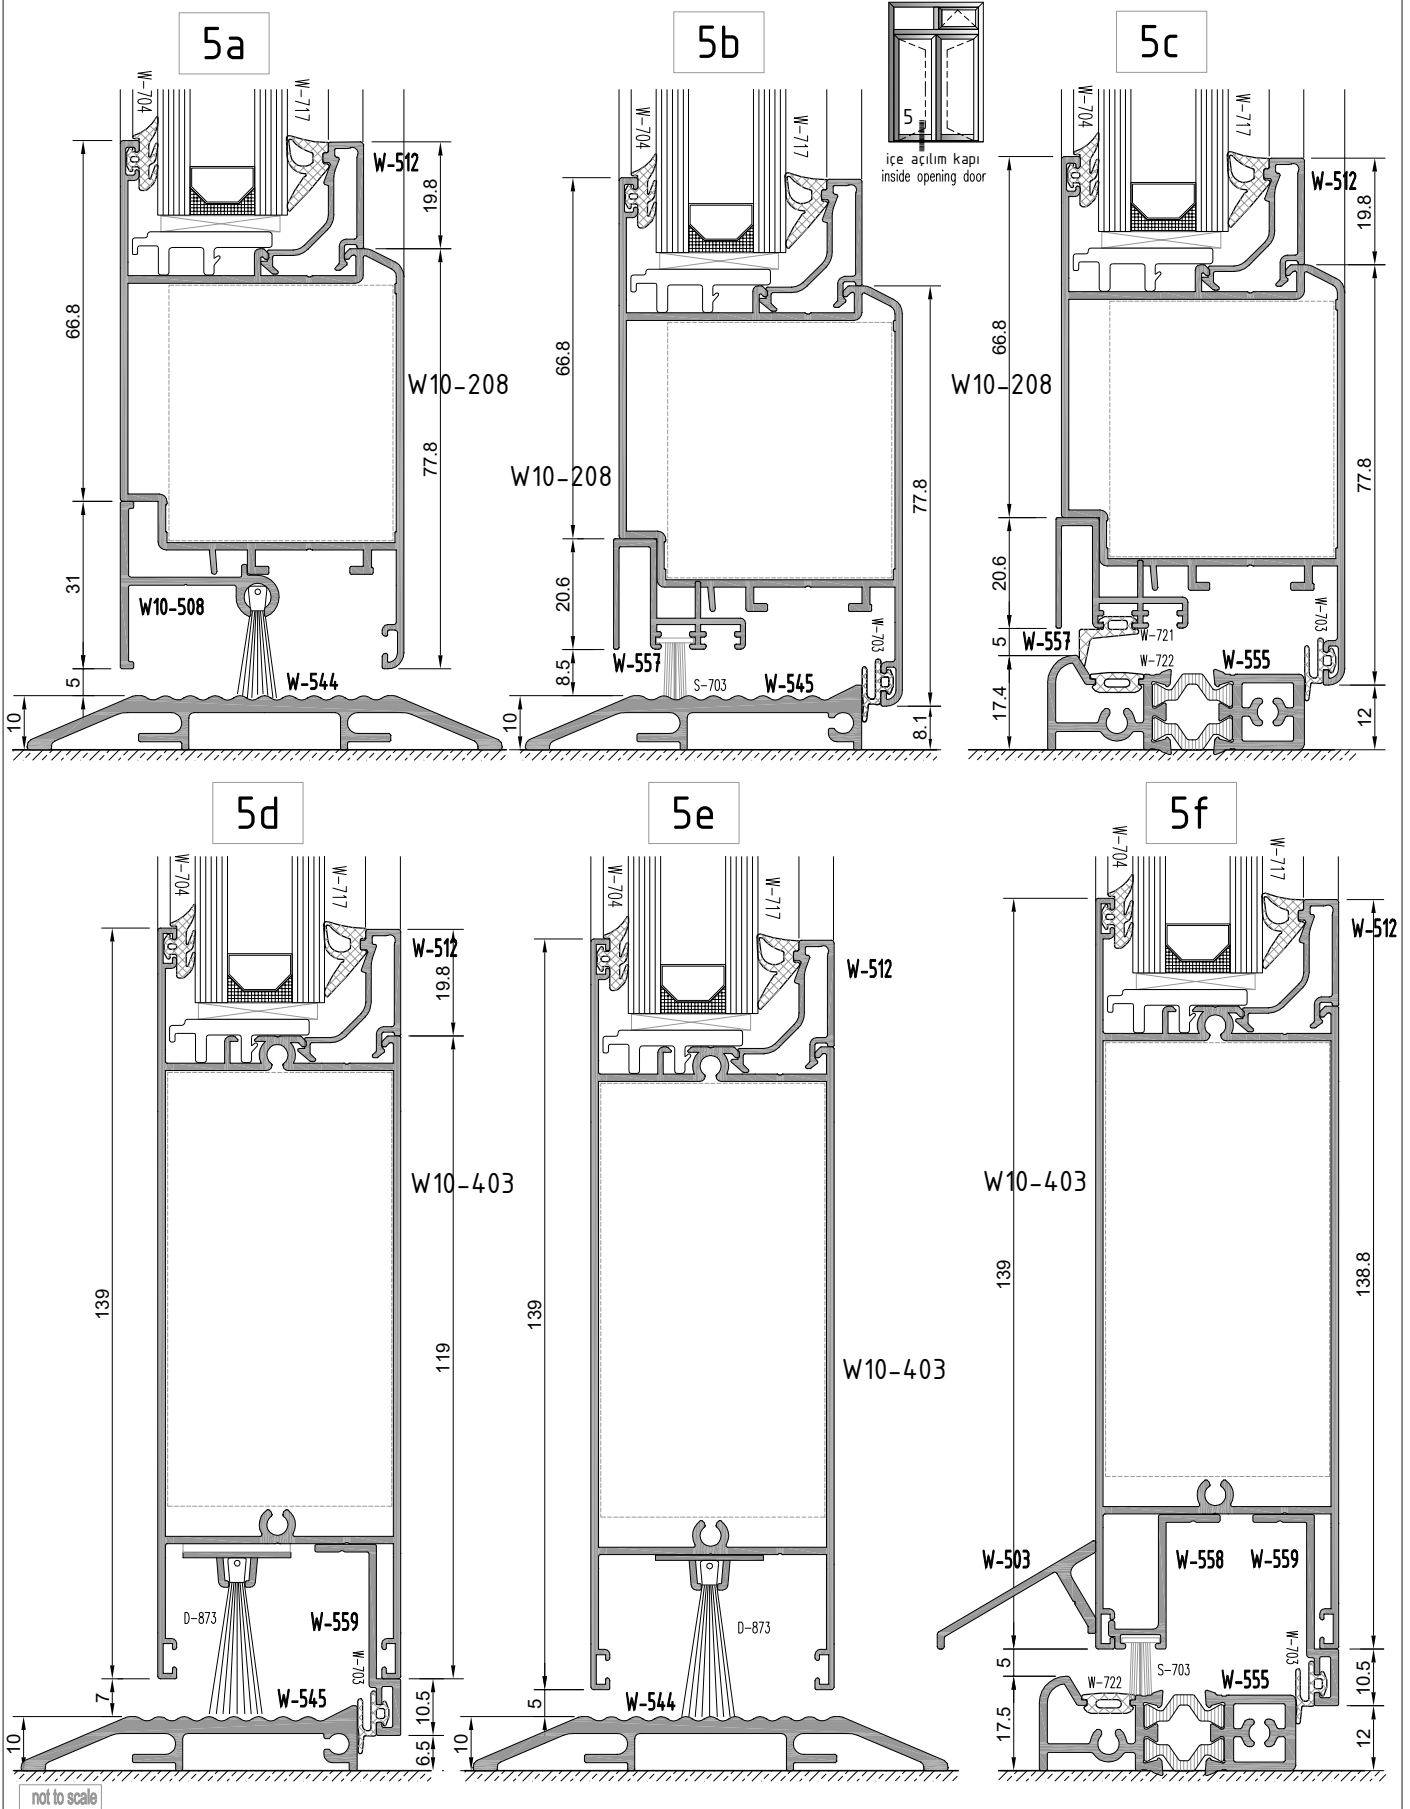 5a
5b
5c
5
içe açılım kapı
inside opening door
W-704
W-717
W-512
19.8
66.8
W10-208
77.8
31
W10-508
5
W-544
10
W-704
W-717
66.8
W10-208
77.8
20.6
W-557
8.5
S-703
W-545
W-703
10
8.1
W-704
W-717
W-512
19.8
66.8
W10-208
77.8
20.6
5
W-557
W-721
W-722
W-555
W-703
17.4
12
5d
5e
5f
W-704
W-717
W-512
19.8
W10-403
139
119
D-873
W-559
W-703
7
W-545
10.5
10
6.5
W-704
W-717
W-512
139
W10-403
D-873
5
W-544
10
W-704
W-717
W-512
W10-403
139
138.8
W-503
W-558
W-559
5
W-722
S-703
W-555
W-703
10.5
17.5
12
not to scale